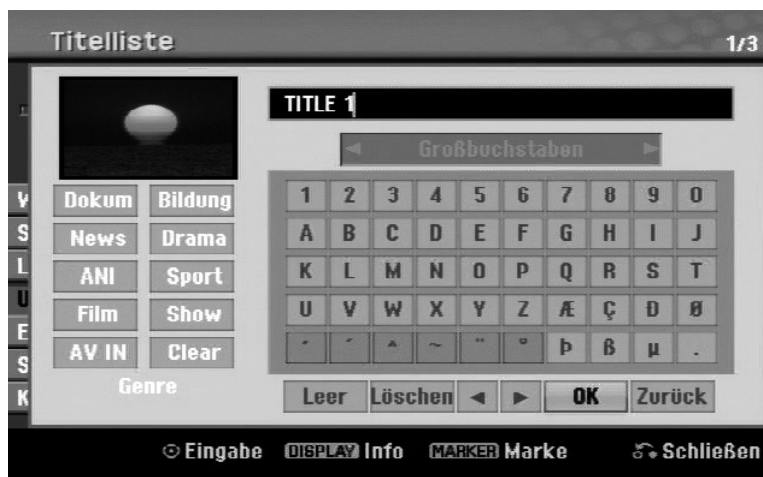 Titelliste
1/3
TITLE 1
◄ Großbuchstaben ►
1 2 3 4 5 6 7 8 9 0
A B C D E F G H I J
K L M N O P Q R S T
U V W X Y Z Æ Ç Ð Ø
` ´ ^ ~ ¨ ° Þ ß µ .
Leer Löschen ◄ ► OK Zurück
Dokum Bildung
News Drama
ANI Sport
Film Show
AV IN Clear
Genre
V
S
L
U
E
S
K
Eingabe DISPLAY Info MARKER Marke Schließen